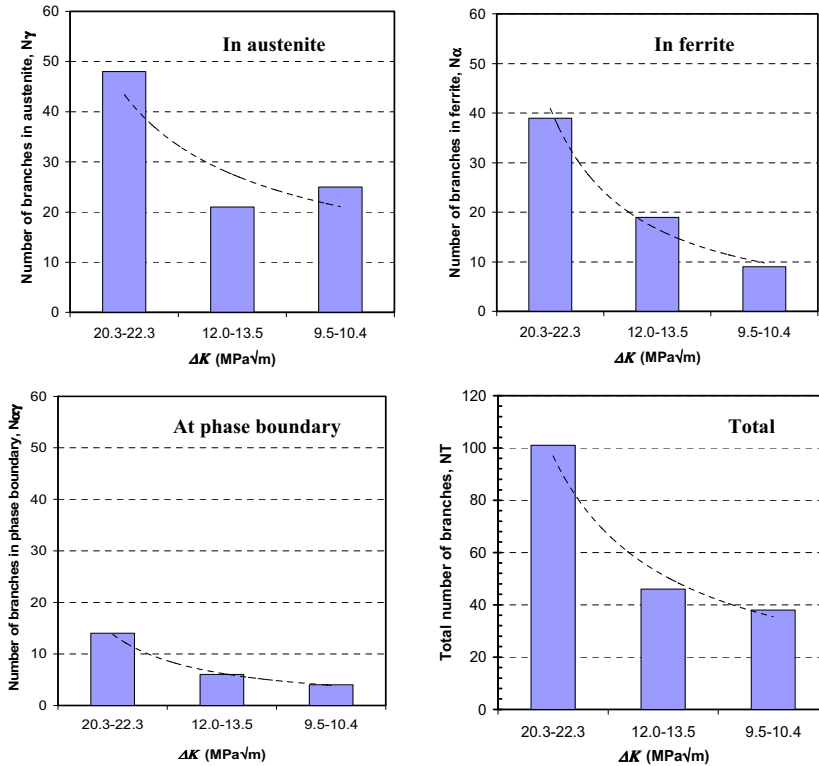 In austenite
Number of branches in austenite, Nγ
60
50
40
30
20
10
0
20.3-22.3 12.0-13.5 9.5-10.4
ΔK (MPa√m)
In ferrite
Number of branches in ferrite, Nα
60
50
40
30
20
10
0
20.3-22.3 12.0-13.5 9.5-10.4
ΔK (MPa√m)
At phase boundary
Number of branches in phase boundary, Nαγ
60
50
40
30
20
10
0
20.3-22.3 12.0-13.5 9.5-10.4
ΔK (MPa√m)
Total
Total number of branches, NT
120
100
80
60
40
20
0
20.3-22.3 12.0-13.5 9.5-10.4
ΔK (MPa√m)